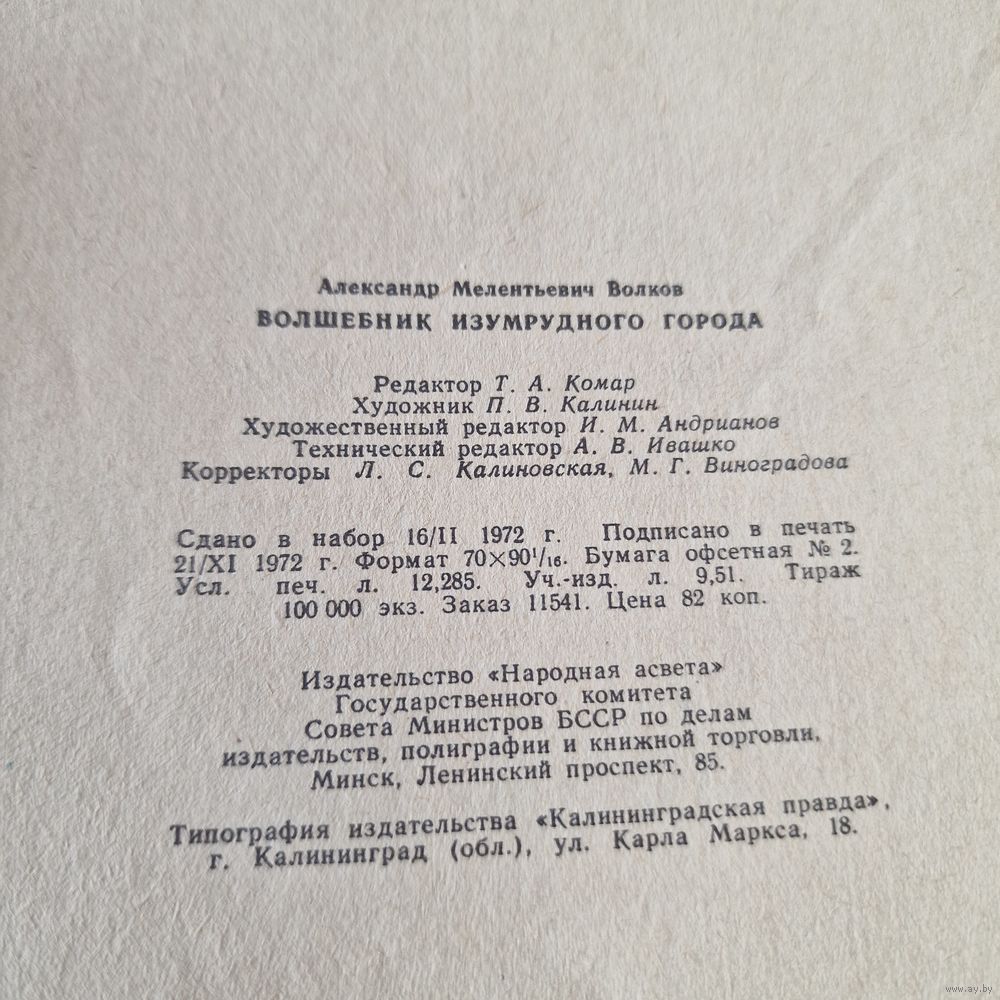 Александр Мелентьевич Волков
ВОЛШЕБНИК ИЗУМРУДНОГО ГОРОДА
Редактор Т. А. Комар
Художник П. В. Калинин
Художественный редактор И. М. Андрианов
Технический редактор А. В. Ивашко
Корректоры Л. С. Калиновская, М. Г. Виноградова
Сдано в набор 16/II 1972 г. Подписано в печать
21/XI 1972 г. Формат 70×90¹/₁₆. Бумага офсетная № 2.
Усл. печ. л. 12,285. Уч.-изд. л. 9,51. Тираж
100 000 экз. Заказ 11541. Цена 82 коп.
Издательство «Народная асвета»
Государственного комитета
Совета Министров БССР по делам
издательств, полиграфии и книжной торговли,
Минск, Ленинский проспект, 85.
Типография издательства «Калининградская правда»,
г. Калининград (обл.), ул. Карла Маркса, 18.
www.ay.by